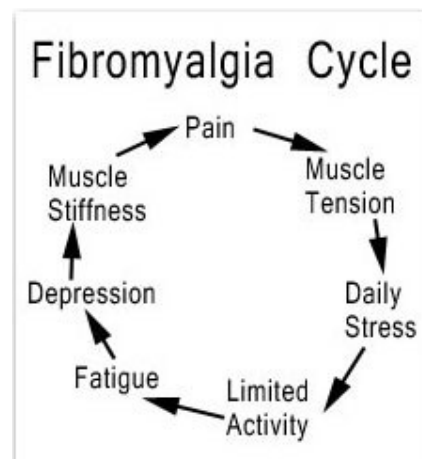 Fibromyalgia Cycle
Pain
Muscle
Tension
Daily
Stress
Limited
Activity
Fatigue
Depression
Muscle
Stiffness